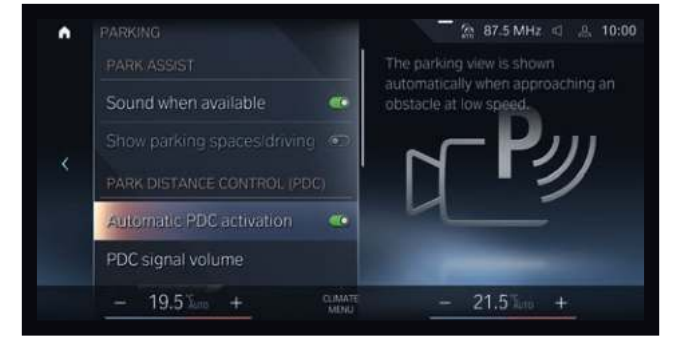 PARKING
87.5 MHz
10:00
PARK ASSIST
Sound when available
Show parking spaces/driving
PARK DISTANCE CONTROL (PDC)
Automatic PDC activation
PDC signal volume
The parking view is shown
automatically when approaching an
obstacle at low speed.
P
− 19.5 °C AUTO +
CLIMATE
MENU
− 21.5 °C AUTO +